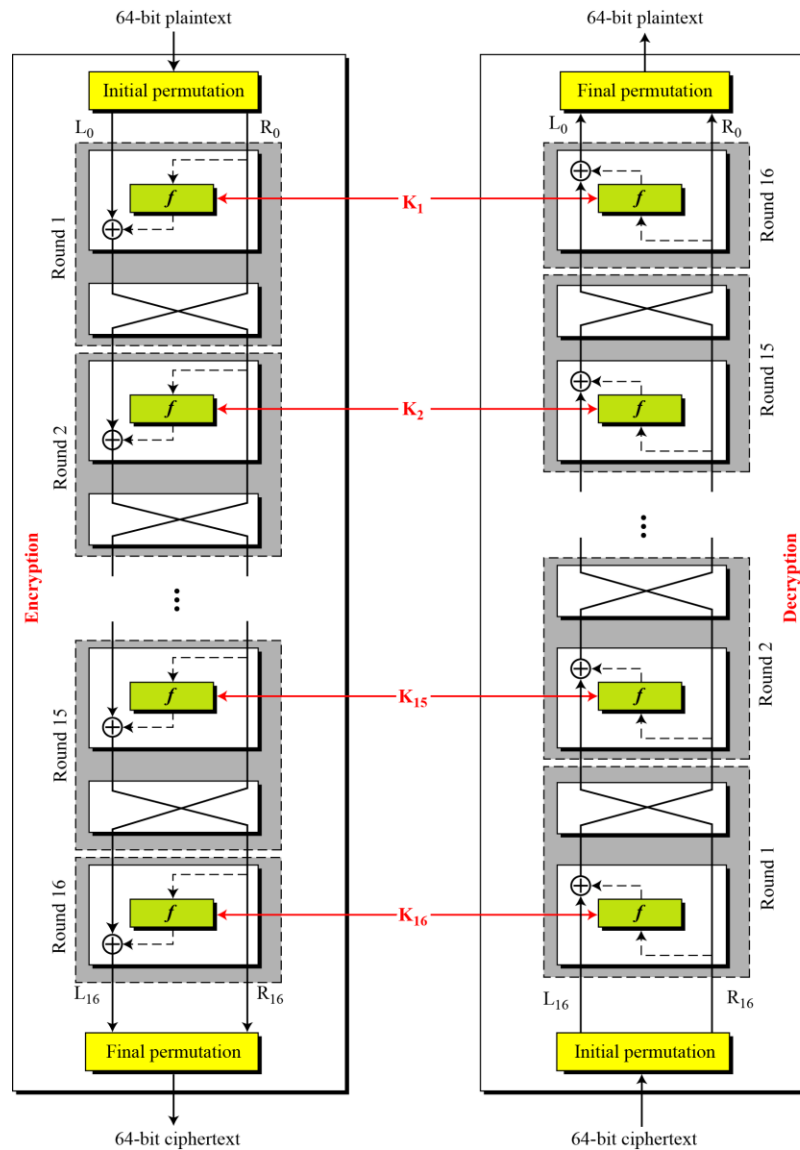 64-bit plaintext
Initial permutation
L0
R0
Round 1
f
K1
Round 2
f
K2
Encryption
...
Round 15
f
K15
Round 16
f
K16
L16
R16
Final permutation
64-bit ciphertext
64-bit plaintext
Final permutation
L0
R0
f
Round 16
Round 15
f
...
Decryption
Round 2
f
Round 1
f
L16
R16
Initial permutation
64-bit ciphertext